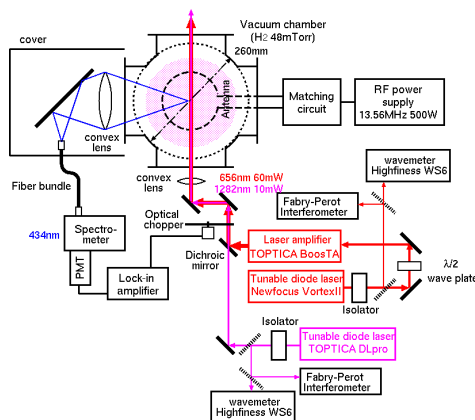 cover
Vacuum chamber
(H2 48mTorr)
260mm
Antenna
Matching
circuit
RF power
supply
13.56MHz 500W
convex
lens
Fiber bundle
convex
lens
656nm 60mW
1282nm 10mW
wavemeter
Highfiness WS6
Fabry-Perot
Interferometer
434nm
Spectro-
meter
PMT
Lock-in
amplifier
Optical
chopper
Dichroic
mirror
Laser amplifier
TOPTICA BoosTA
Tunable diode laser
Newfocus VortexII
λ/2
wave plate
Isolator
Isolator
Tunable diode laser
TOPTICA DLpro
Fabry-Perot
Interferometer
wavemeter
Highfiness WS6